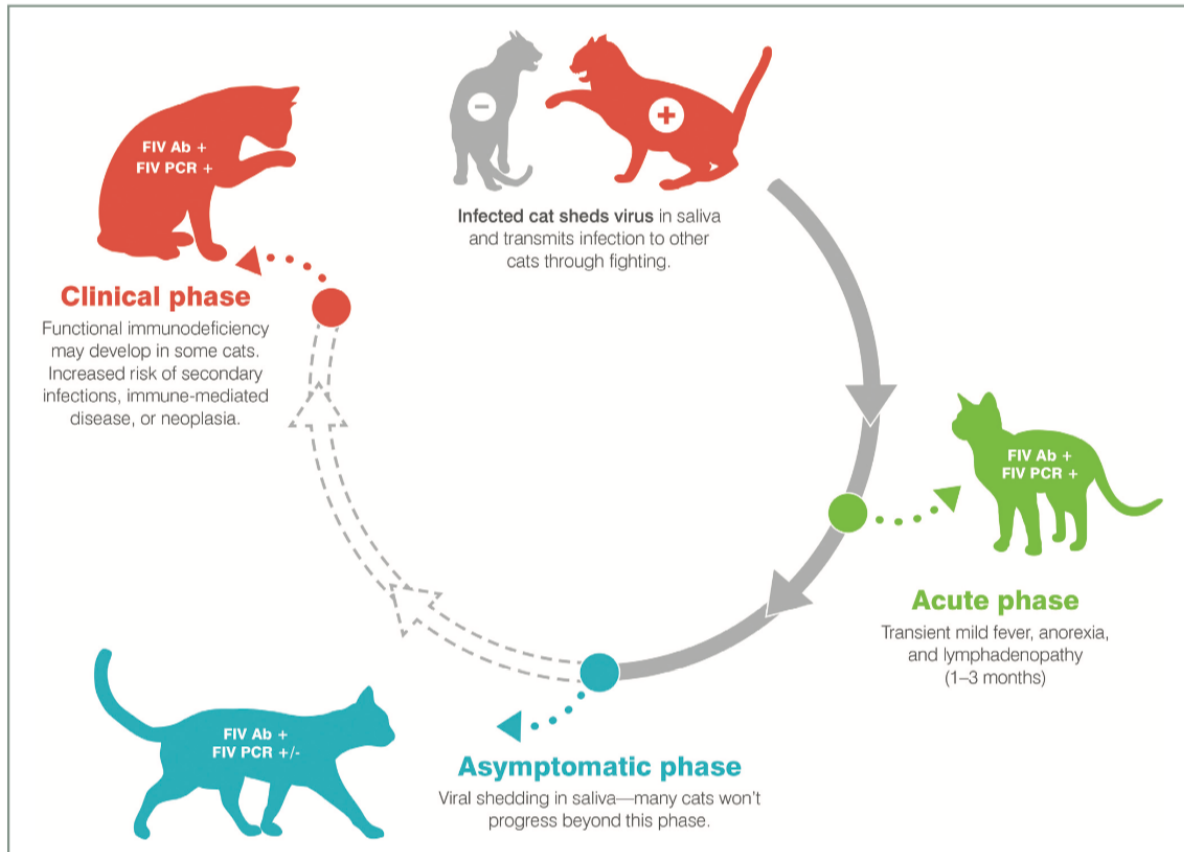 −
+
Infected cat sheds virus in saliva
and transmits infection to other
cats through fighting.
FIV Ab +
FIV PCR +
Acute phase
Transient mild fever, anorexia,
and lymphadenopathy
(1–3 months)
FIV Ab +
FIV PCR +/-
Asymptomatic phase
Viral shedding in saliva—many cats won't
progress beyond this phase.
FIV Ab +
FIV PCR +
Clinical phase
Functional immunodeficiency
may develop in some cats.
Increased risk of secondary
infections, immune-mediated
disease, or neoplasia.